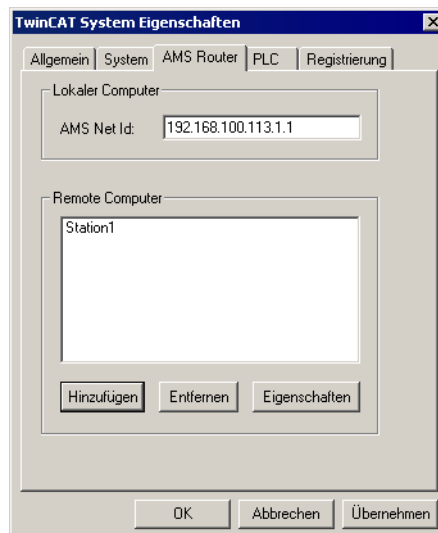 TwinCAT System Eigenschaften
Allgemein System AMS Router PLC Registrierung
Lokaler Computer
AMS Net Id: 192.168.100.113.1.1
Remote Computer
Station1
Hinzufügen Entfernen Eigenschaften
OK Abbrechen Übernehmen